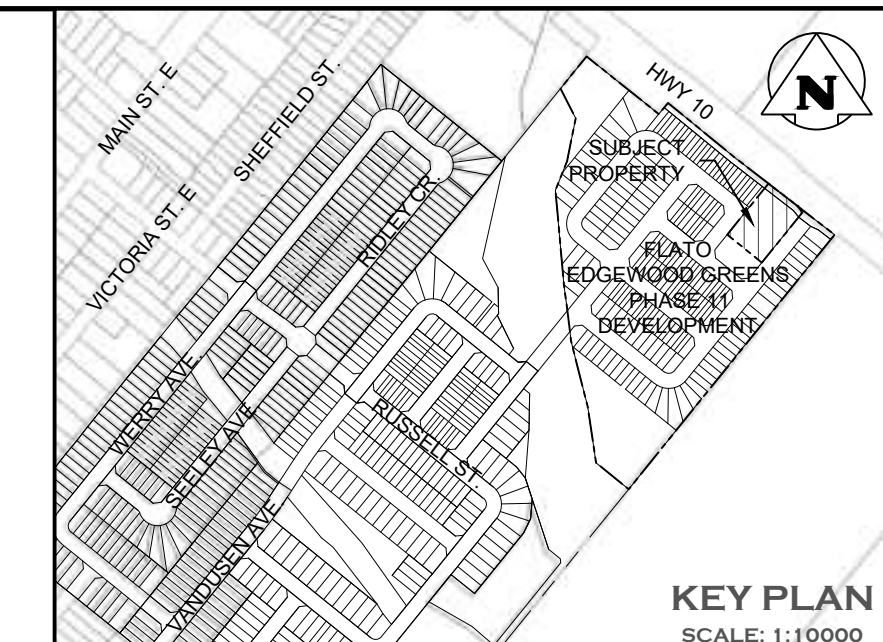 MAIN ST. E
SHEFFIELD ST.
HWY 10
N
VICTORIA ST. E
RIDLEY CR.
SUBJECT
PROPERTY
FLATO
EDGEWOOD GREENS
PHASE 11
DEVELOPMENT
WERRY AVE.
SEELEY AVE
RUSSELL ST.
VANDUSEN AVE.
KEY PLAN
SCALE: 1:10000